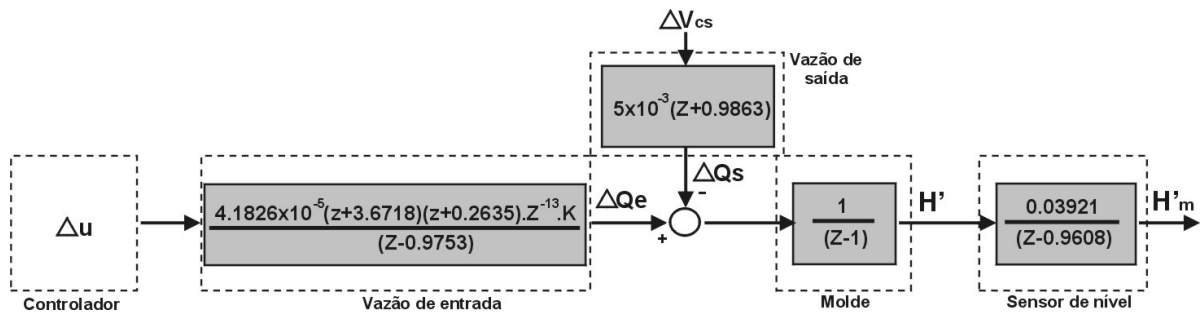 △Vcs
Vazão de
saída
5x10⁻³(Z+0.9863)
△Qs
-
△u
4.1826x10⁻⁵(z+3.6718)(z+0.2635).Z⁻¹³.K
(Z-0.9753)
△Qe
+
1
(Z-1)
H'
0.03921
(Z-0.9608)
H'm
Controlador
Vazão de entrada
Molde
Sensor de nível